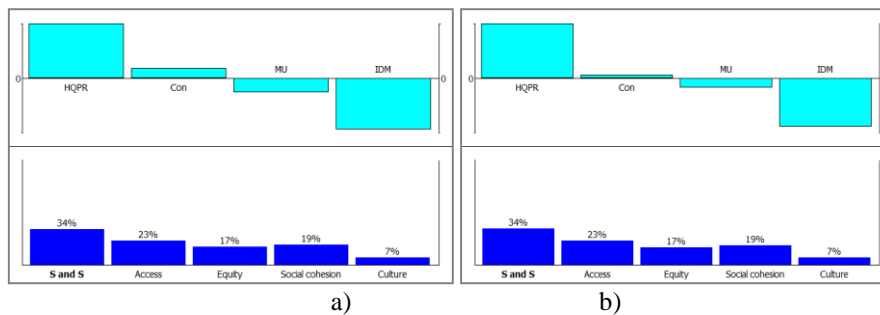 MU IDM
0 0
HQPR Con
34% 23% 17% 19% 7%
S and S Access Equity Social cohesion Culture
a)
MU IDM
0
HQPR Con
34% 23% 17% 19% 7%
S and S Access Equity Social cohesion Culture
b)